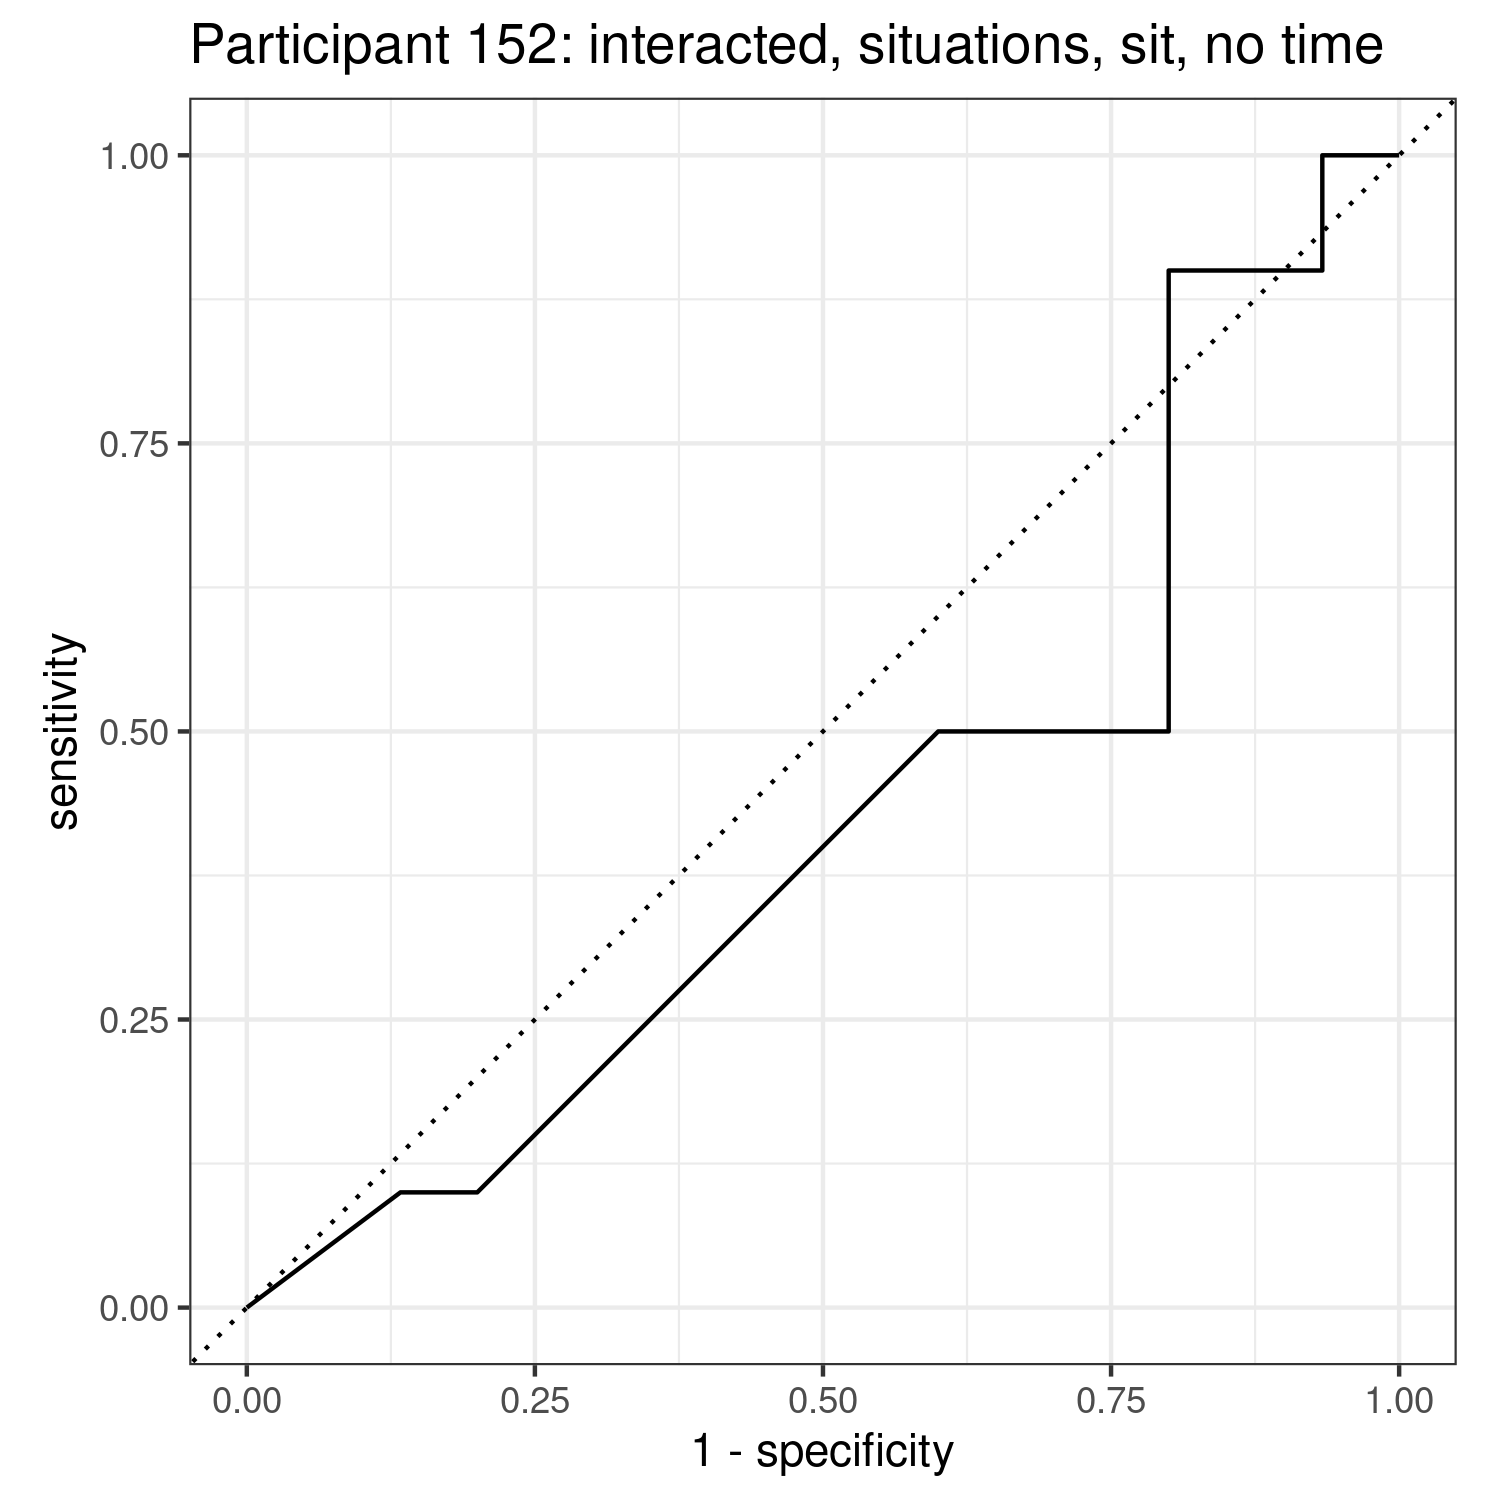 Participant 152: interacted, situations, sit, no time
sensitivity
1.00
0.75
0.50
0.25
0.00
0.00 0.25 0.50 0.75 1.00
1 - specificity